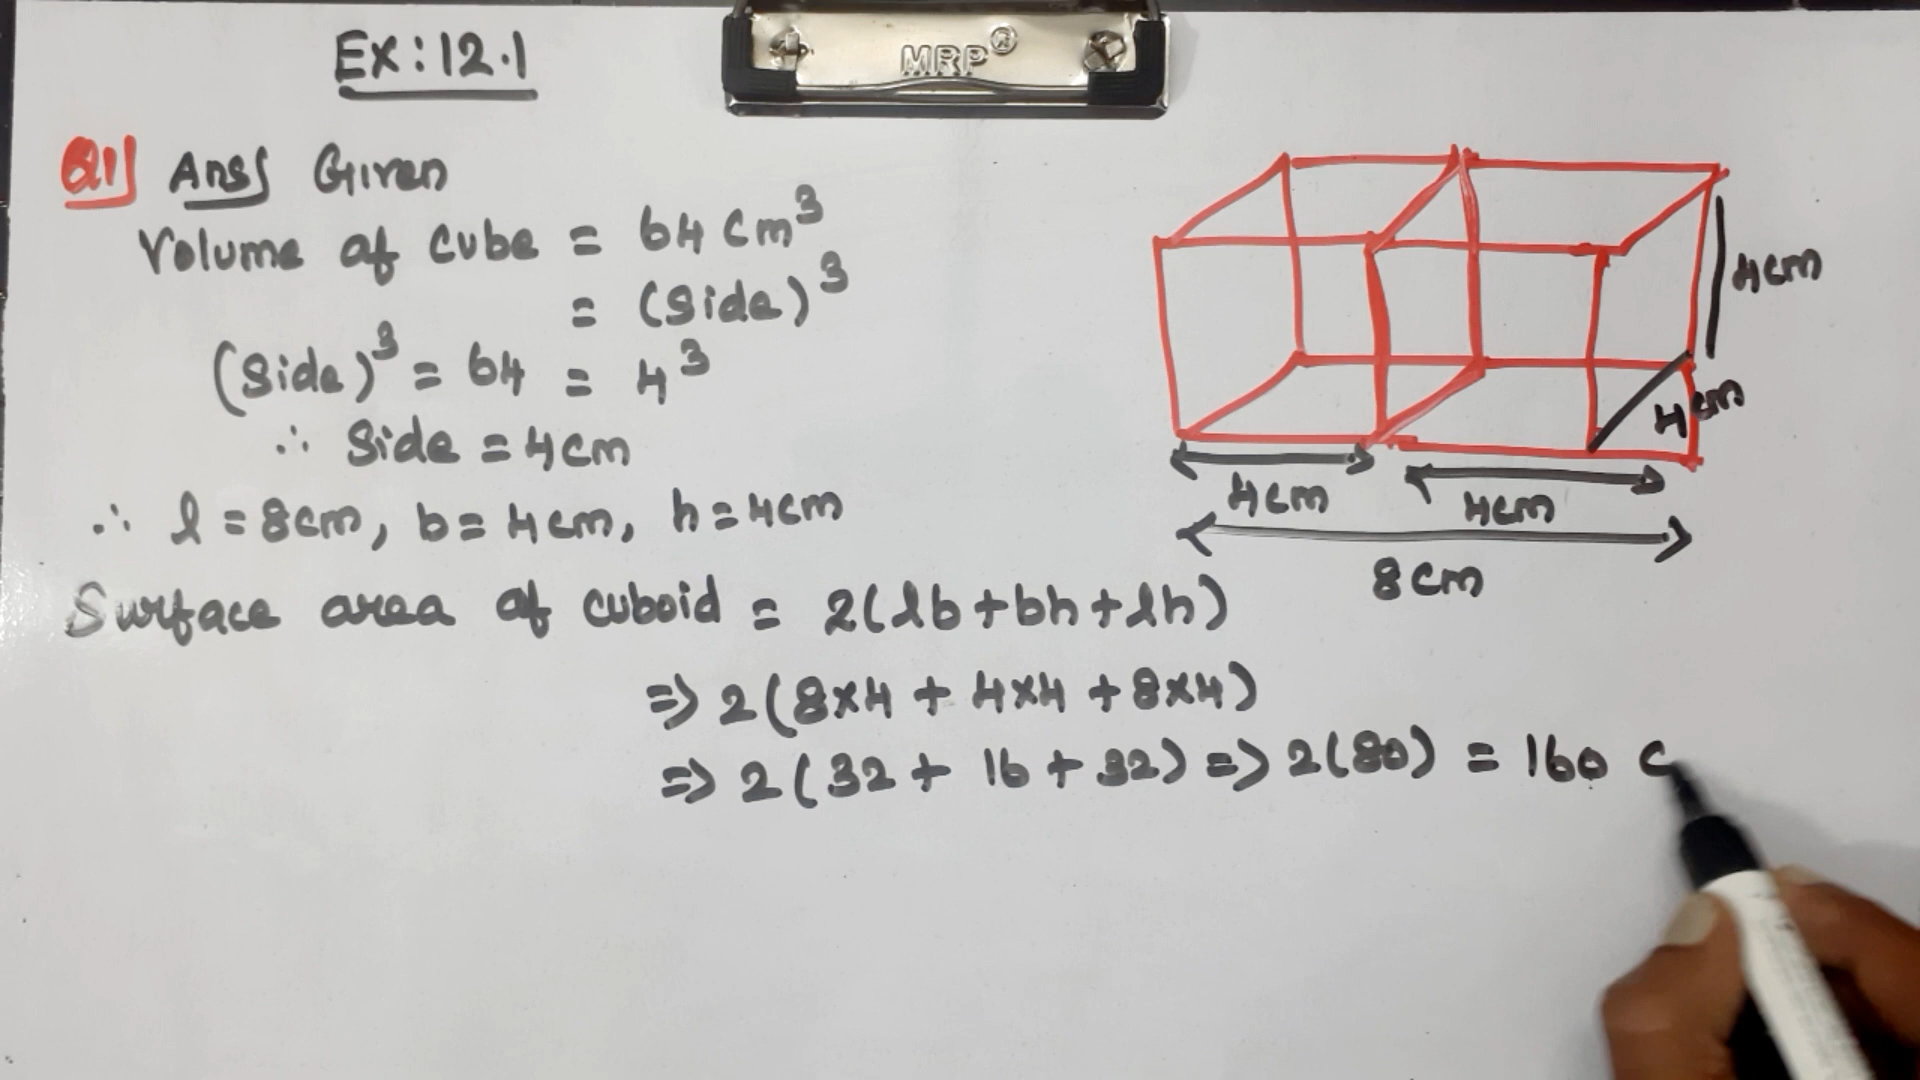 MRP®
Ex:12.1
Q1] Ans] Given
Volume of cube = 64 cm³
= (side)³
(side)³ = 64 = 4³
∴ side = 4cm
∴ l = 8cm, b = 4cm, h = 4cm
Surface area of cuboid = 2(lb+bh+lh)
=> 2(8×4 + 4×4 + 8×4)
=> 2(32 + 16 + 32) => 2(80) = 160 c
4cm
4cm
4cm
4cm
8cm